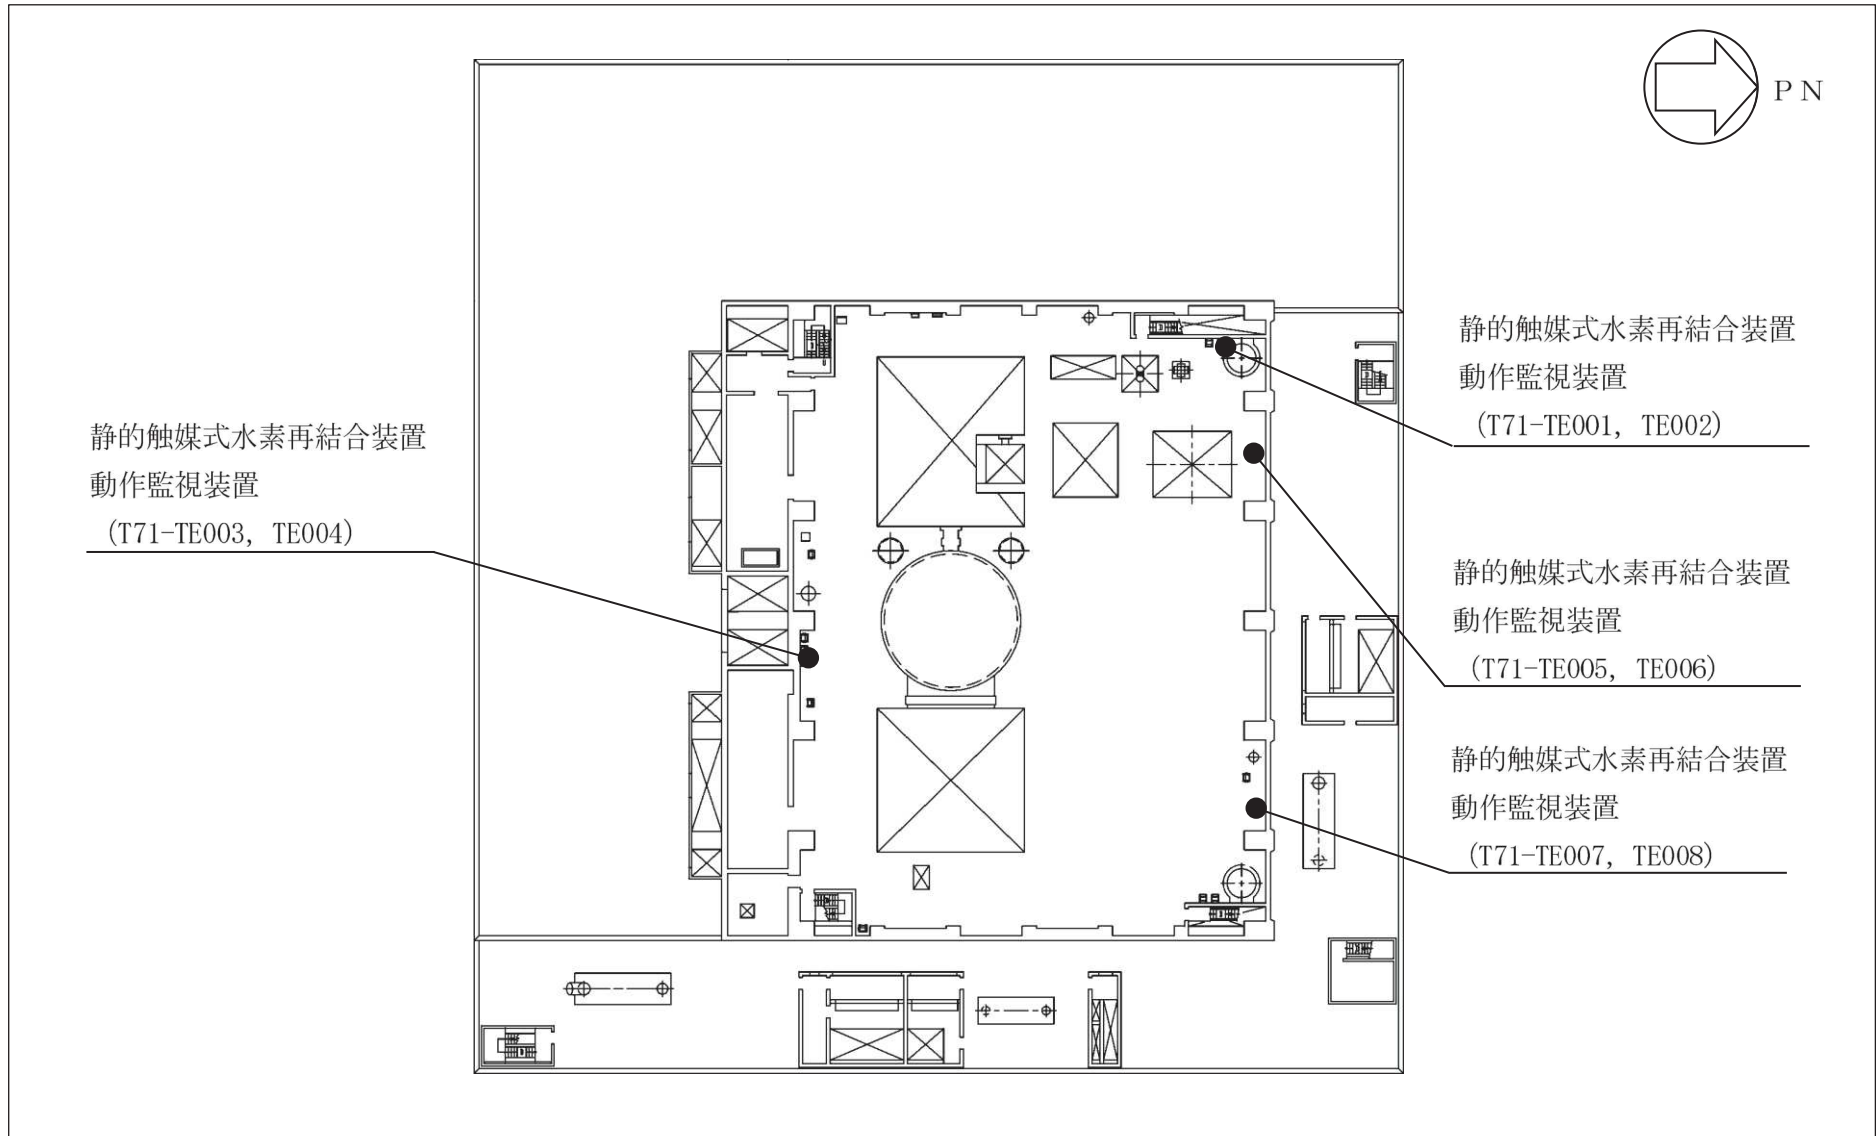 ＰＮ
静的触媒式水素再結合装置
動作監視装置
（T71-TE001, TE002）
静的触媒式水素再結合装置
動作監視装置
（T71-TE003, TE004）
静的触媒式水素再結合装置
動作監視装置
（T71-TE005, TE006）
静的触媒式水素再結合装置
動作監視装置
（T71-TE007, TE008）